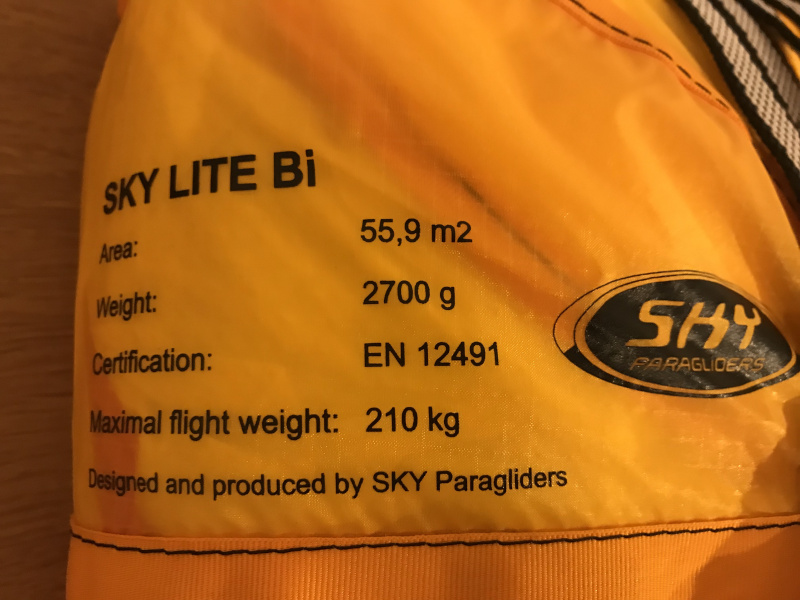 SKY LITE Bi
Area: 55,9 m2
Weight: 2700 g
Certification: EN 12491
Maximal flight weight: 210 kg
Designed and produced by SKY Paragliders
SKY
PARAGLIDERS